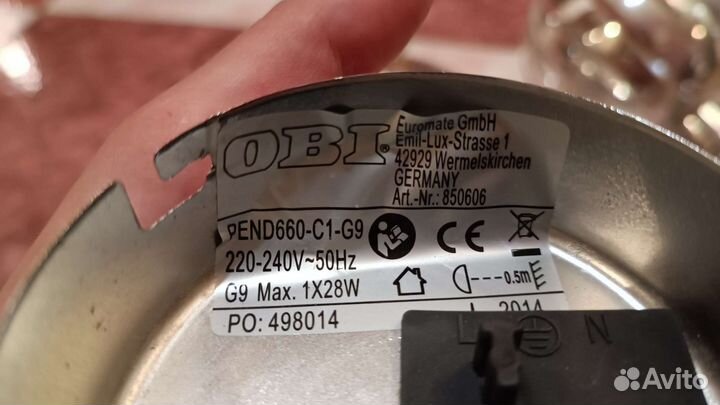 OBI®
Euromate GmbH
Emil-Lux-Strasse 1
42929 Wermelskirchen
GERMANY
Art.-Nr.: 850606
PEND660-C1-G9
220-240V~50Hz
G9 Max. 1X28W
CE
0.5m
PO: 498014
2014
L N
Avito